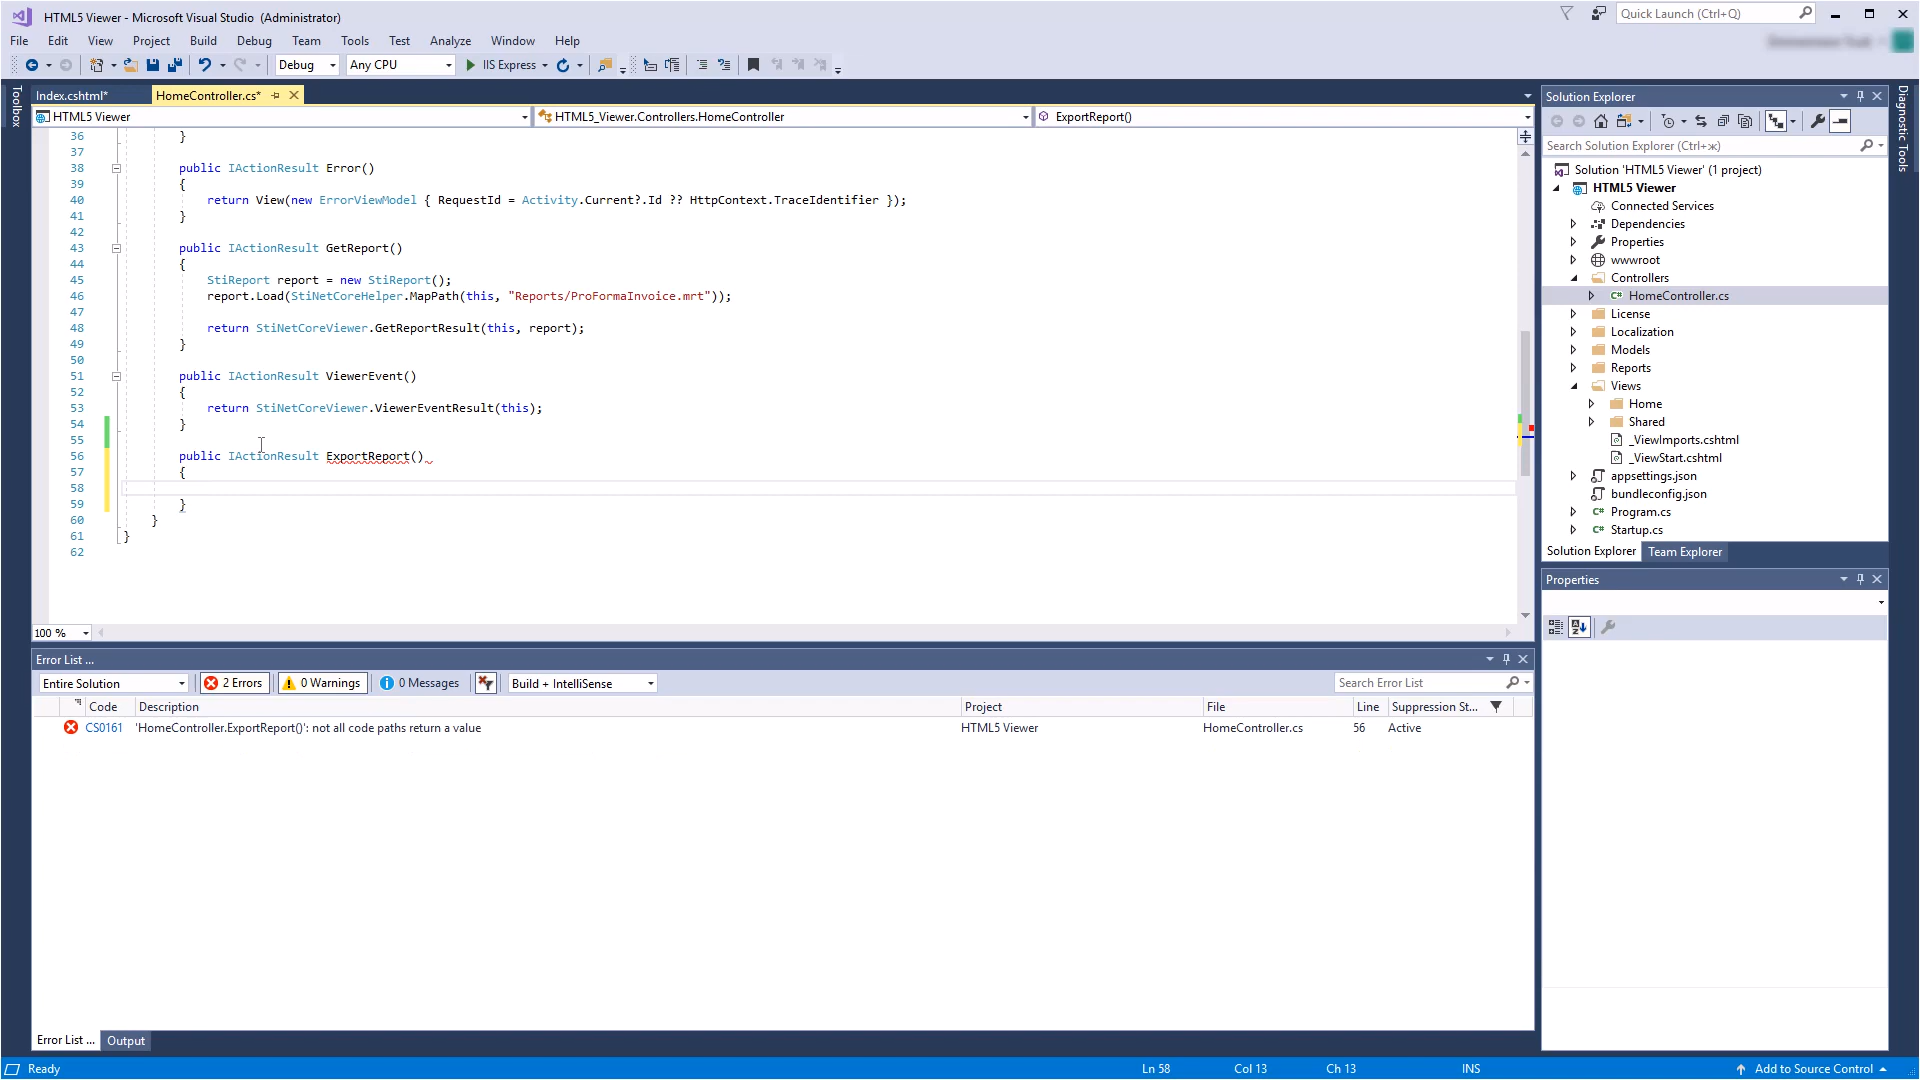 HTML5 Viewer - Microsoft Visual Studio (Administrator)
Quick Launch (Ctrl+Q)
File Edit View Project Build Debug Team Tools Test Analyze Window Help
Debug Any CPU IIS Express
Toolbox
Index.cshtml* HomeController.cs*
HTML5 Viewer HTML5_Viewer.Controllers.HomeController ExportReport()
36 }
37
38 public IActionResult Error()
39 {
40 return View(new ErrorViewModel { RequestId = Activity.Current?.Id ?? HttpContext.TraceIdentifier });
41 }
42
43 public IActionResult GetReport()
44 {
45 StiReport report = new StiReport();
46 report.Load(StiNetCoreHelper.MapPath(this, "Reports/ProFormaInvoice.mrt"));
47
48 return StiNetCoreViewer.GetReportResult(this, report);
49 }
50
51 public IActionResult ViewerEvent()
52 {
53 return StiNetCoreViewer.ViewerEventResult(this);
54 }
55
56 public IActionResult ExportReport()
57 {
58
59 }
60 }
61 }
62
100 %
Error List ...
Entire Solution 2 Errors 0 Warnings 0 Messages Build + IntelliSense Search Error List
Code Description Project File Line Suppression St...
CS0161 'HomeController.ExportReport()': not all code paths return a value HTML5 Viewer HomeController.cs 56 Active
Error List ... Output
Solution Explorer
Search Solution Explorer (Ctrl+ж)
Solution 'HTML5 Viewer' (1 project)
HTML5 Viewer
Connected Services
Dependencies
Properties
wwwroot
Controllers
C# HomeController.cs
License
Localization
Models
Reports
Views
Home
Shared
_ViewImports.cshtml
_ViewStart.cshtml
appsettings.json
bundleconfig.json
C# Program.cs
C# Startup.cs
Solution Explorer Team Explorer
Properties
Diagnostic Tools
Ready Ln 58 Col 13 Ch 13 INS Add to Source Control